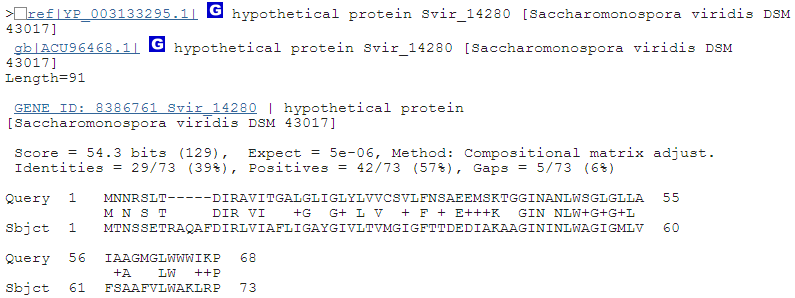 >ref|YP_003133295.1| G hypothetical protein Svir_14280 [Saccharomonospora viridis DSM
43017]
gb|ACU96468.1| G hypothetical protein Svir_14280 [Saccharomonospora viridis DSM
43017]
Length=91
GENE ID: 8386761 Svir_14280 | hypothetical protein
[Saccharomonospora viridis DSM 43017]
Score = 54.3 bits (129),  Expect = 5e-06, Method: Compositional matrix adjust.
Identities = 29/73 (39%), Positives = 42/73 (57%), Gaps = 5/73 (6%)
Query  1   MNNRSLT-----DIRAVITGALGLIGLYLVVCSVLFNSAEEMSKTGGINANLWSGLGLLA  55
           M N S T     DIR VI   +G  G+ L V  + F + E+++K  GIN NLW+G+G+L
Sbjct  1   MTNSSETRAQAFDIRLVIAFLIGAYGIVLTVMGIGFTTDEDIAKAAGININLWAGIGMLV  60
Query  56  IAAGMGLWWWIKP  68
            +A   LW  ++P
Sbjct  61  FSAAFVLWAKLRP  73